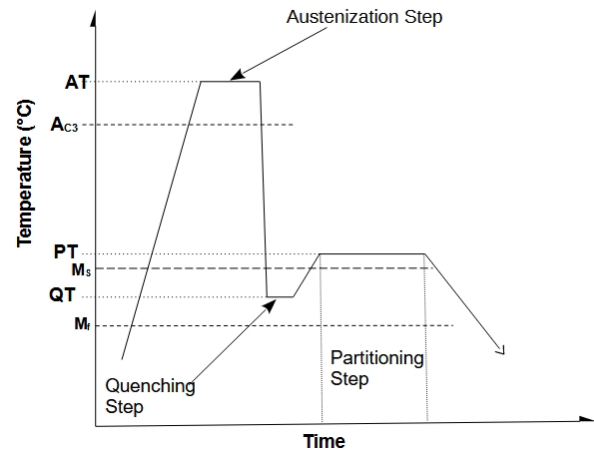 Austenization Step
AT
AC3
Temperature (°C)
PT
Ms
QT
Mf
Quenching
Step
Partitioning
Step
Time